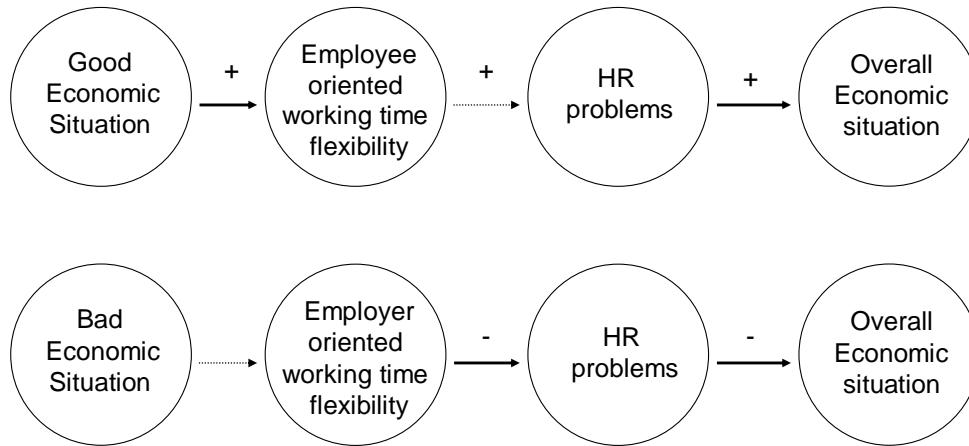 Good
Economic
Situation
+
Employee
oriented
working time
flexibility
+
HR
problems
+
Overall
Economic
situation
Bad
Economic
Situation
Employer
oriented
working time
flexibility
-
HR
problems
-
Overall
Economic
situation